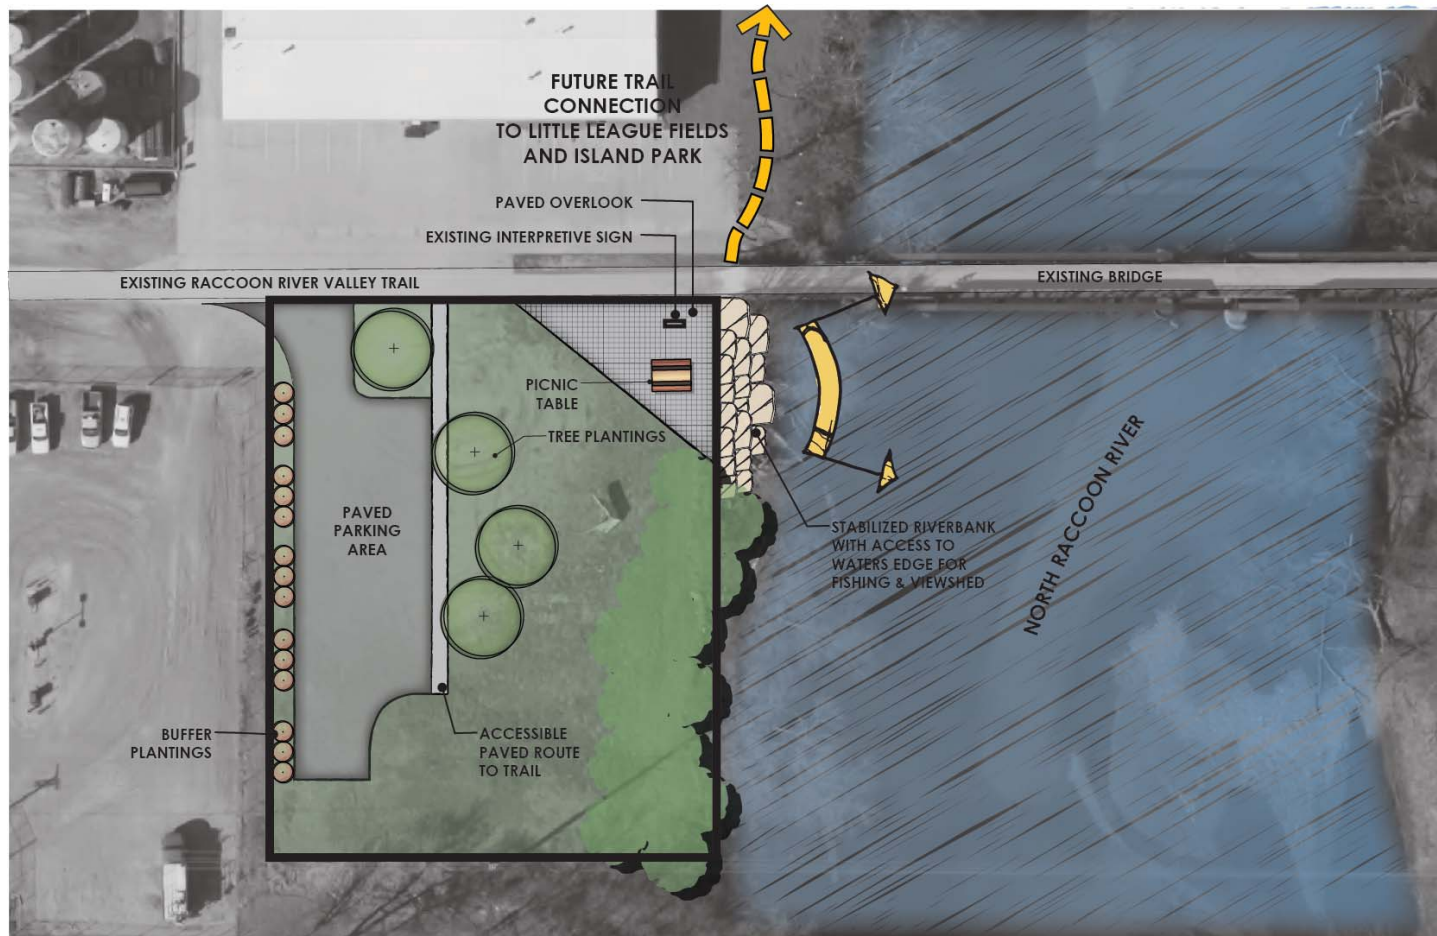 FUTURE TRAIL
CONNECTION
TO LITTLE LEAGUE FIELDS
AND ISLAND PARK
PAVED OVERLOOK
EXISTING INTERPRETIVE SIGN
EXISTING RACCOON RIVER VALLEY TRAIL
EXISTING BRIDGE
PICNIC
TABLE
TREE PLANTINGS
PAVED
PARKING
AREA
STABILIZED RIVERBANK
WITH ACCESS TO
WATERS EDGE FOR
FISHING & VIEWSHED
NORTH RACCOON RIVER
BUFFER
PLANTINGS
ACCESSIBLE
PAVED ROUTE
TO TRAIL